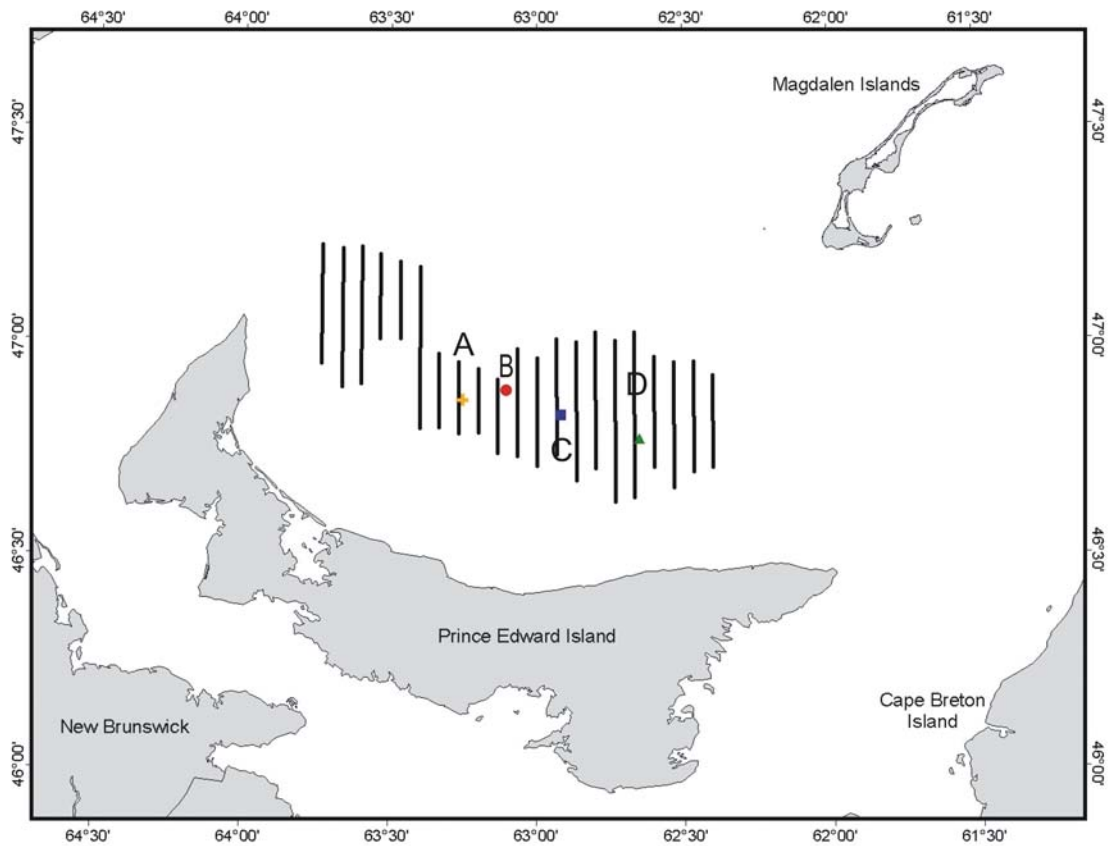 64°30' 64°00' 63°30' 63°00' 62°30' 62°00' 61°30'
Magdalen Islands
47°30' 47°30'
47°00' 47°00'
A
B
D
C
46°30' 46°30'
Prince Edward Island
Cape Breton
Island
New Brunswick
46°00' 46°00'
64°30' 64°00' 63°30' 63°00' 62°30' 62°00' 61°30'